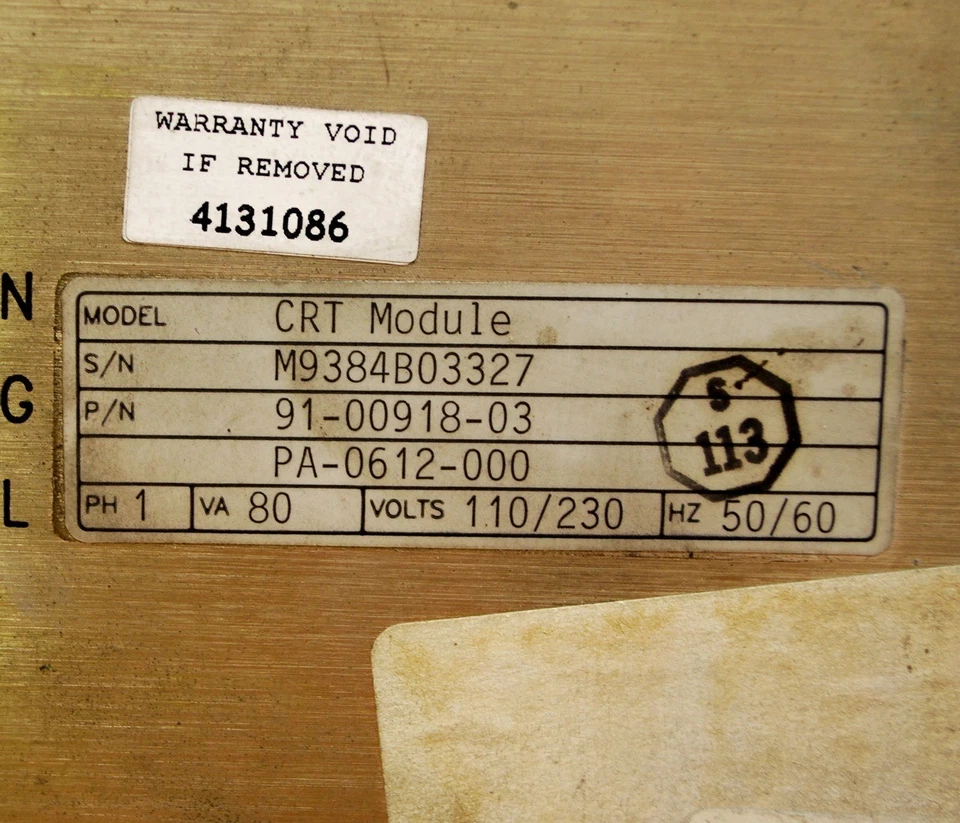 WARRANTY VOID
IF REMOVED
4131086
N
G
L
MODEL CRT Module
S/N M9384B03327
P/N 91-00918-03
PA-0612-000
PH 1 VA 80 VOLTS 110/230 HZ 50/60
S
113